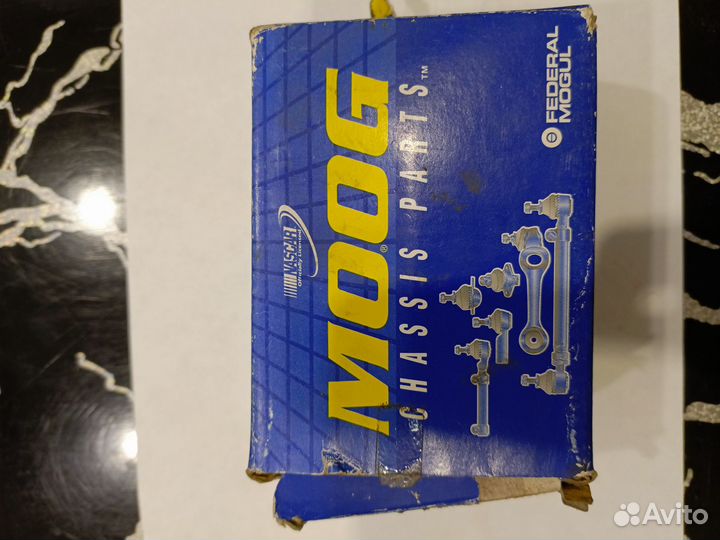 NASCAR
Officially Licensed
MOOG®
CHASSIS PARTS™
FEDERAL
MOGUL
Avito